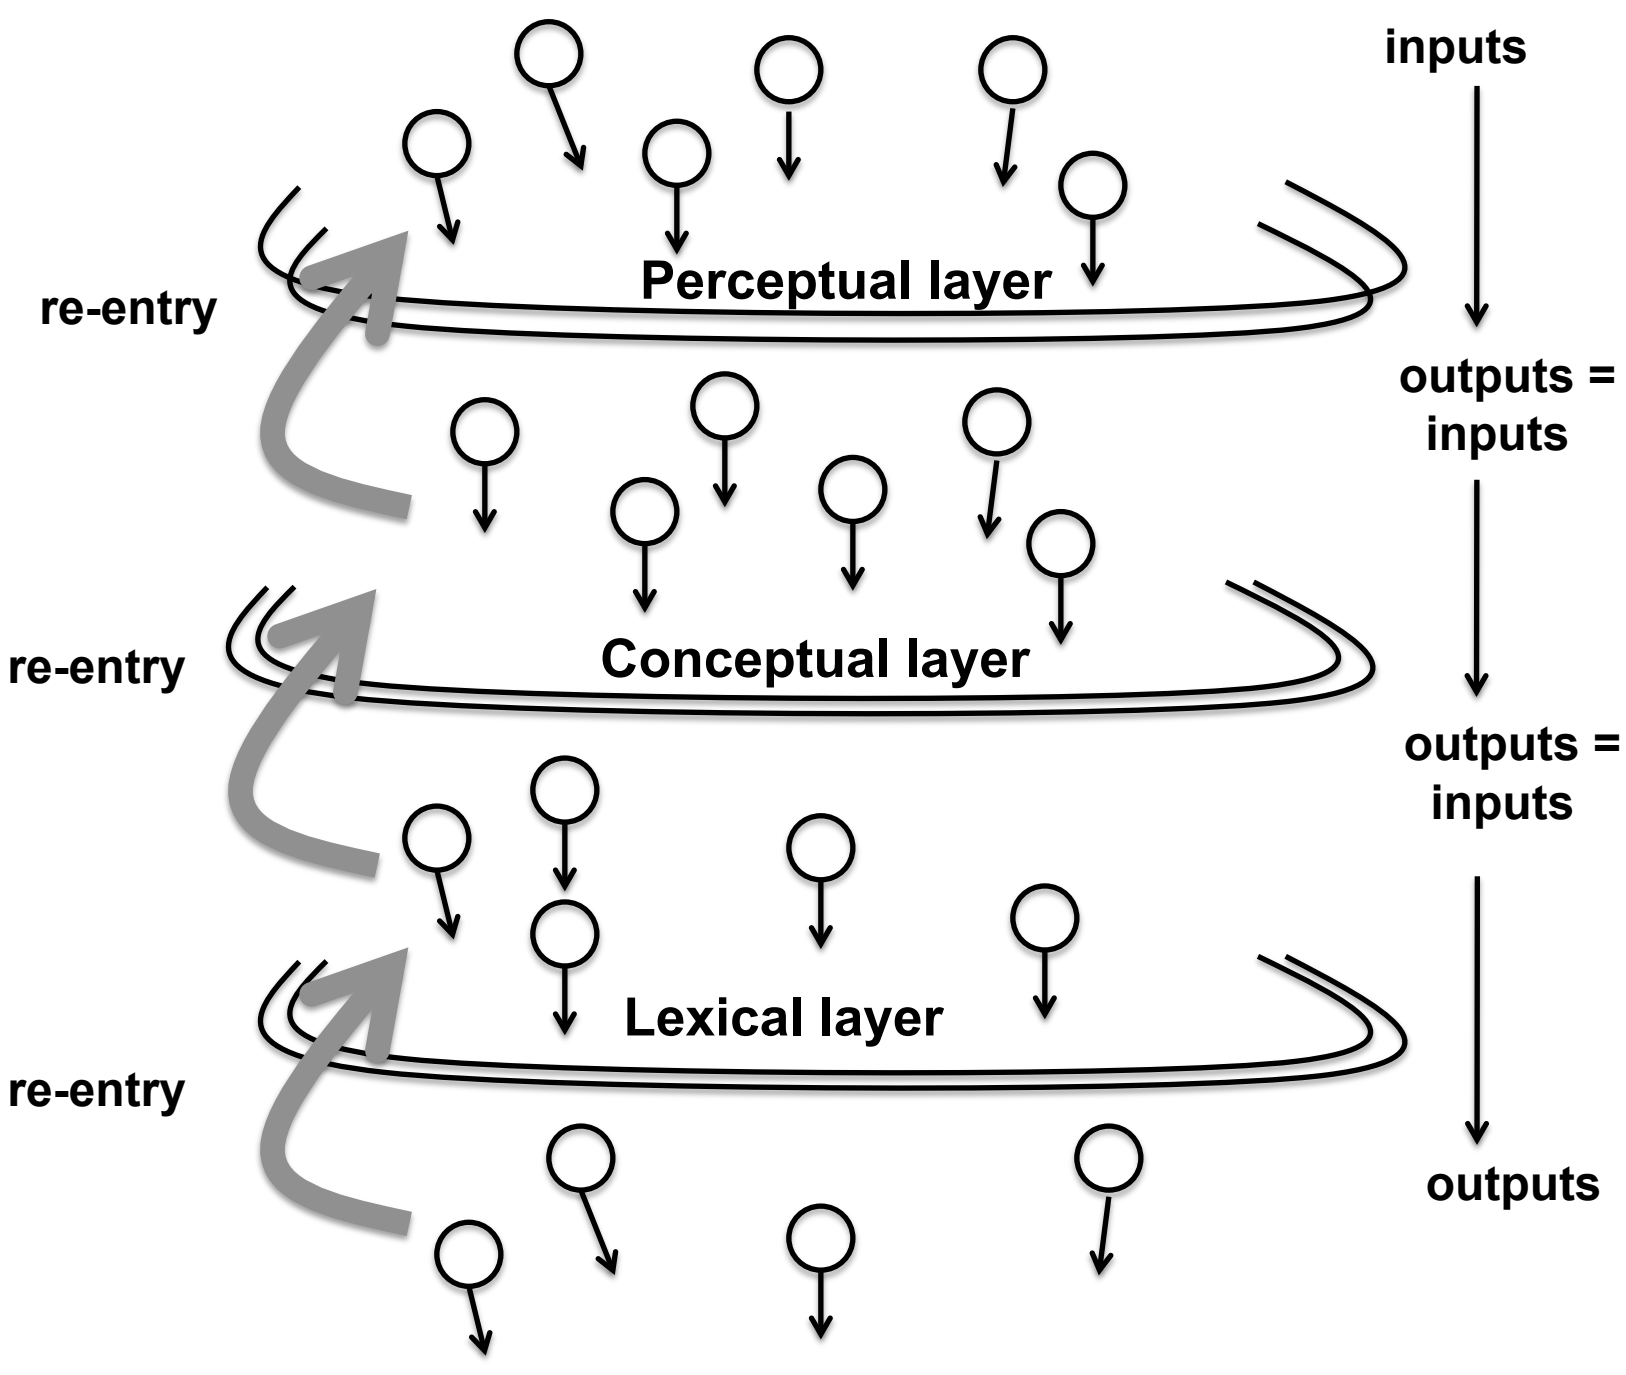 inputs
Perceptual layer
re-entry
outputs =
inputs
Conceptual layer
re-entry
outputs =
inputs
Lexical layer
re-entry
outputs